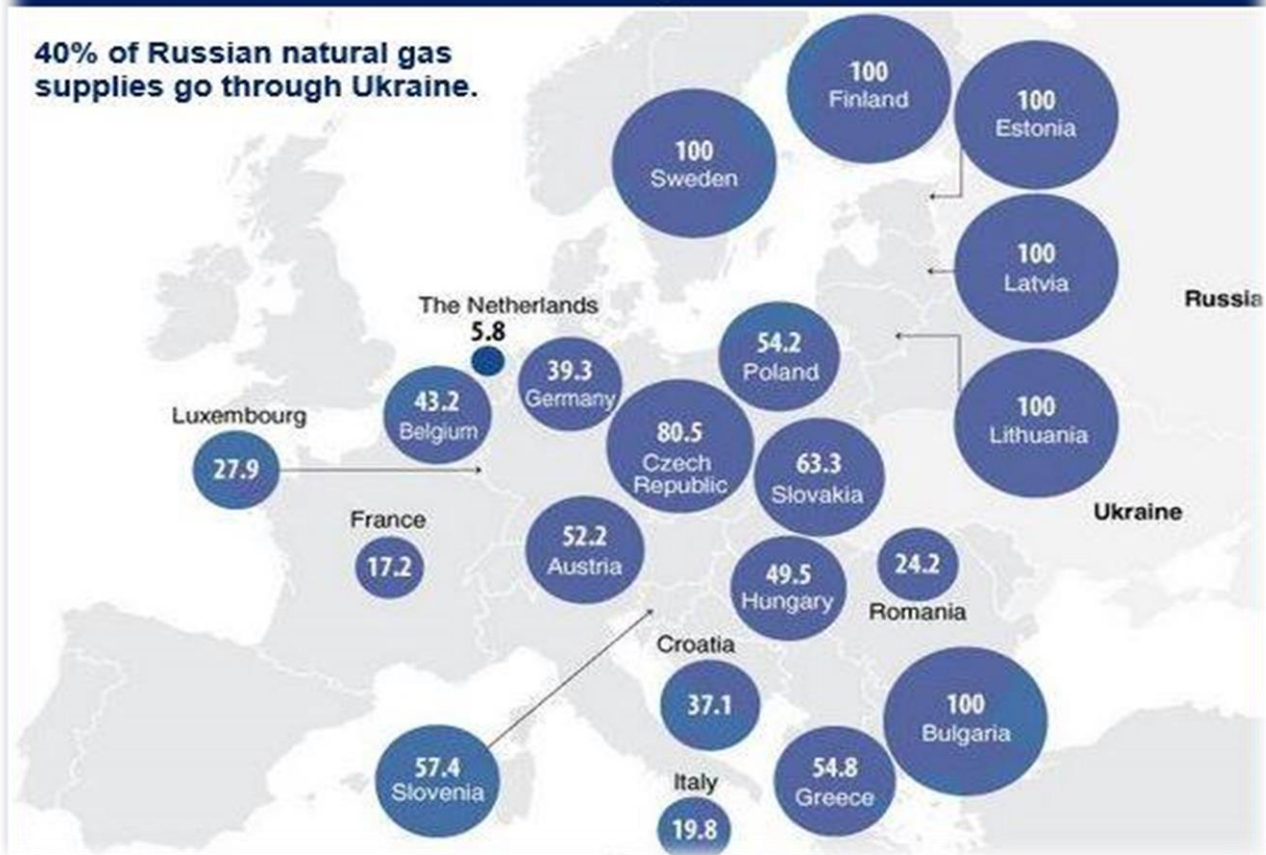 40% of Russian natural gas
supplies go through Ukraine.
100
Finland
100
Estonia
100
Sweden
100
Latvia
Russia
The Netherlands
5.8
54.2
Poland
39.3
Germany
43.2
Belgium
100
Lithuania
Luxembourg
27.9
80.5
Czech
Republic
63.3
Slovakia
Ukraine
France
17.2
52.2
Austria
49.5
Hungary
24.2
Romania
Croatia
37.1
100
Bulgaria
57.4
Slovenia
54.8
Greece
Italy
19.8